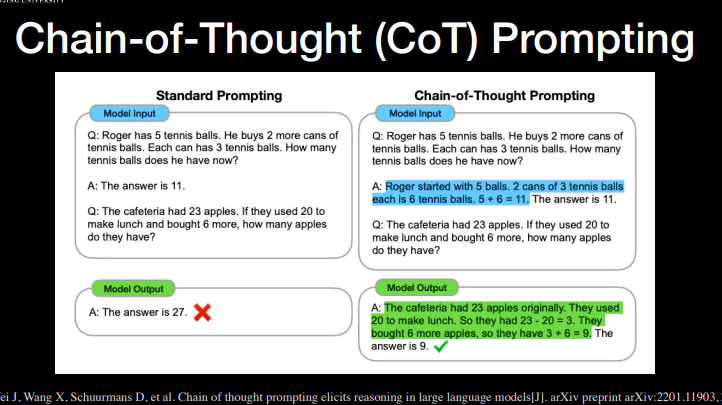 Chain-of-Thought (CoT) Prompting
Standard Prompting
Model Input
Q: Roger has 5 tennis balls. He buys 2 more cans of
tennis balls. Each can has 3 tennis balls. How many
tennis balls does he have now?
A: The answer is 11.
Q: The cafeteria had 23 apples. If they used 20 to
make lunch and bought 6 more, how many apples
do they have?
Model Output
A: The answer is 27.
Chain-of-Thought Prompting
Model Input
Q: Roger has 5 tennis balls. He buys 2 more cans of
tennis balls. Each can has 3 tennis balls. How many
tennis balls does he have now?
A: Roger started with 5 balls. 2 cans of 3 tennis balls
each is 6 tennis balls. 5 + 6 = 11. The answer is 11.
Q: The cafeteria had 23 apples. If they used 20 to
make lunch and bought 6 more, how many apples
do they have?
Model Output
A: The cafeteria had 23 apples originally. They used
20 to make lunch. So they had 23 - 20 = 3. They
bought 6 more apples, so they have 3 + 6 = 9. The
answer is 9.
ei J, Wang X, Schuurmans D, et al. Chain of thought prompting elicits reasoning in large language models[J]. arXiv preprint arXiv:2201.11903,